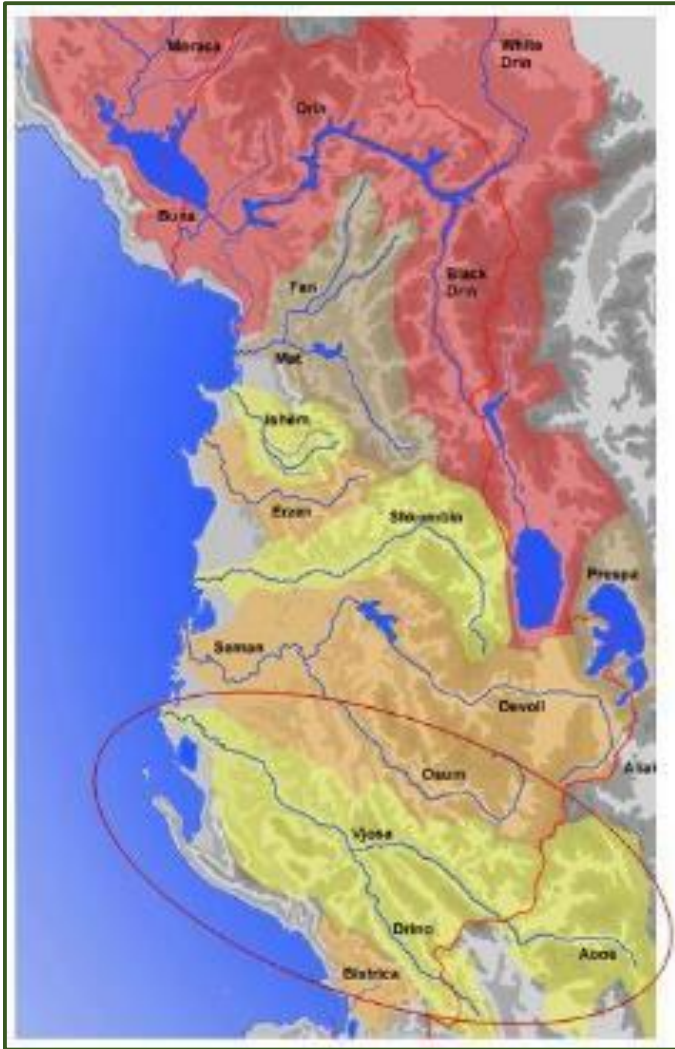 Moraca
White
Drin
Drin
Buna
Black
Drin
Fan
Mat
Ishem
Erzen
Shkumbin
Prespa
Seman
Devoll
Osum
Vjosa
Drino
Aoos
Bistrica